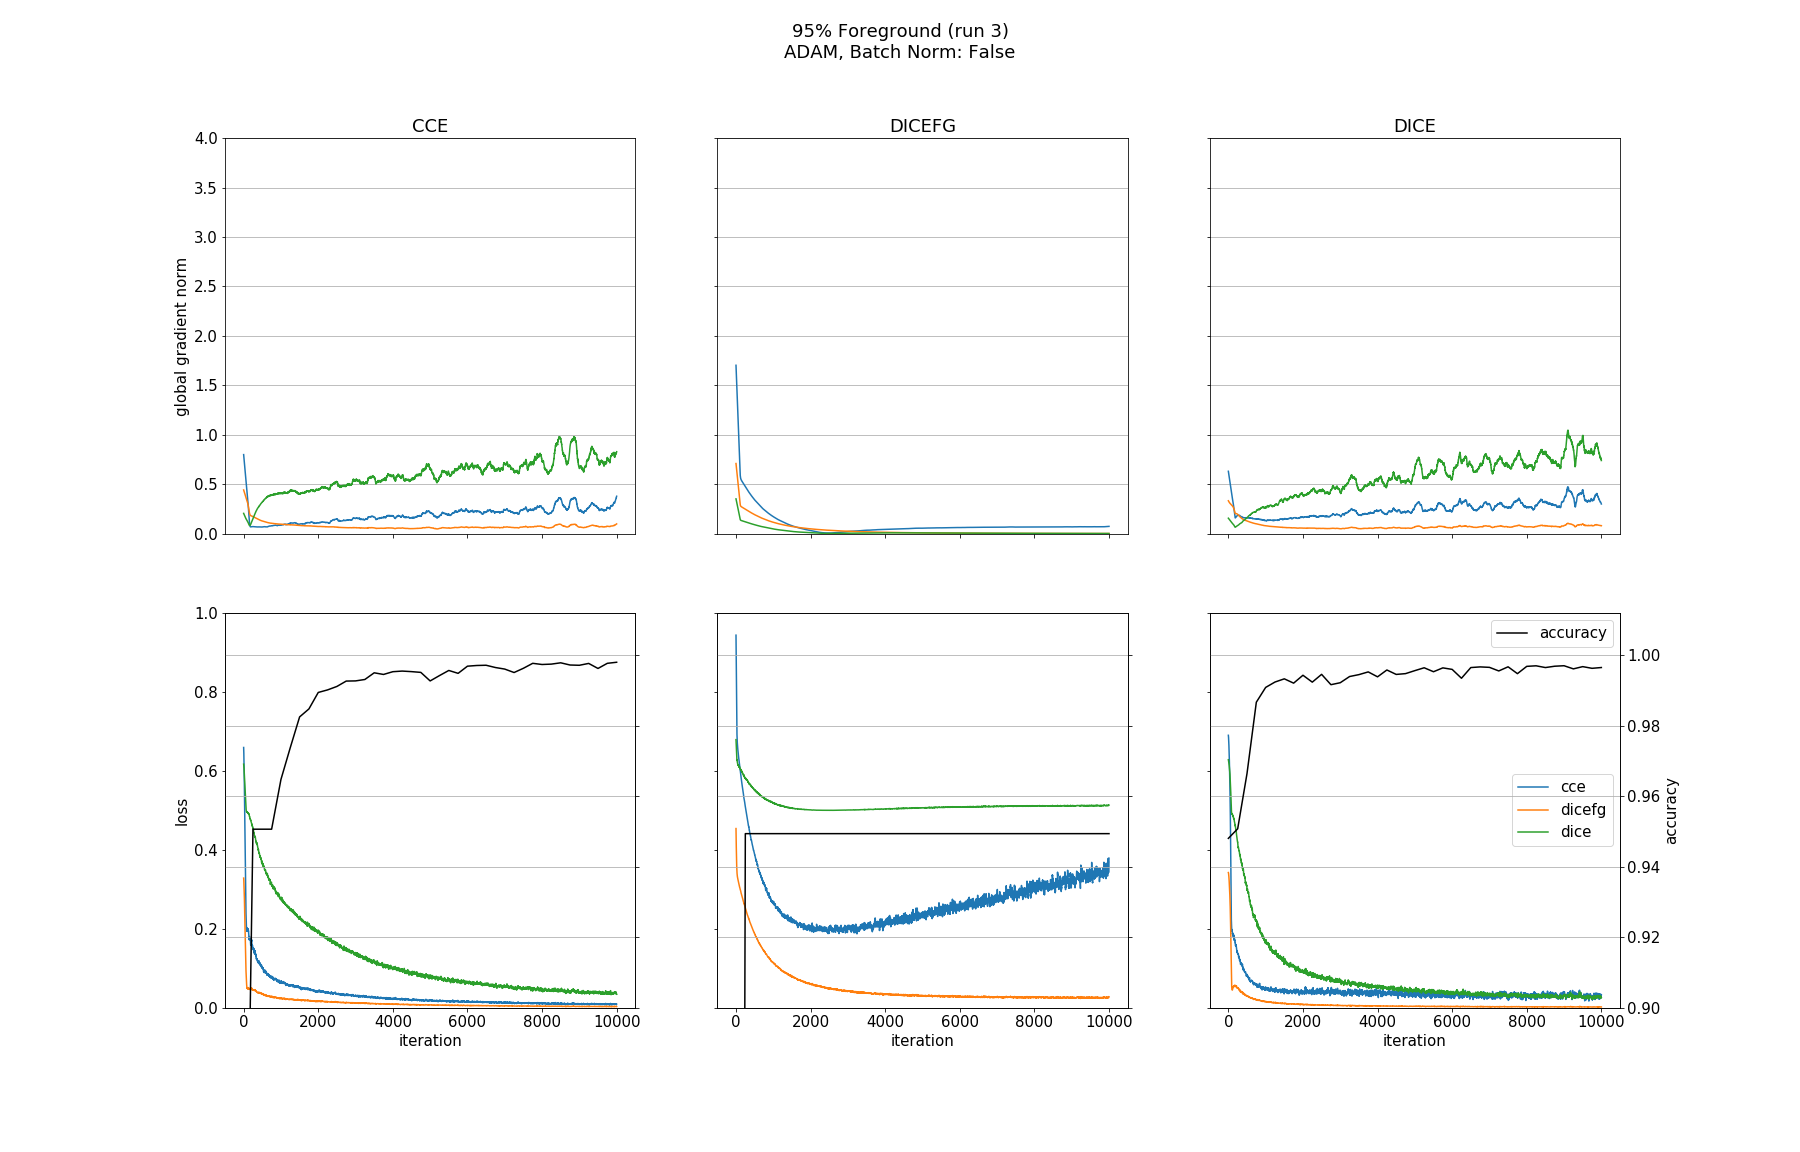 95% Foreground (run 3)
ADAM, Batch Norm: False
CCE
DICEFG
DICE
global gradient norm
4.0
3.5
3.0
2.5
2.0
1.5
1.0
0.5
0.0
loss
1.0
0.8
0.6
0.4
0.2
0.0
0 2000 4000 6000 8000 10000
iteration
0 2000 4000 6000 8000 10000
iteration
0 2000 4000 6000 8000 10000
iteration
accuracy
cce
dicefg
dice
1.00
0.98
0.96
0.94
0.92
0.90
accuracy